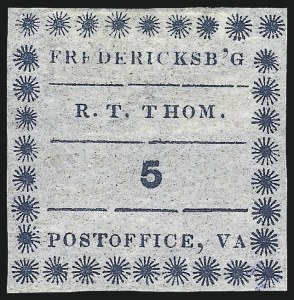 FREDERICKSB'G
R. T. THOM.
5
POSTOFFICE, VA